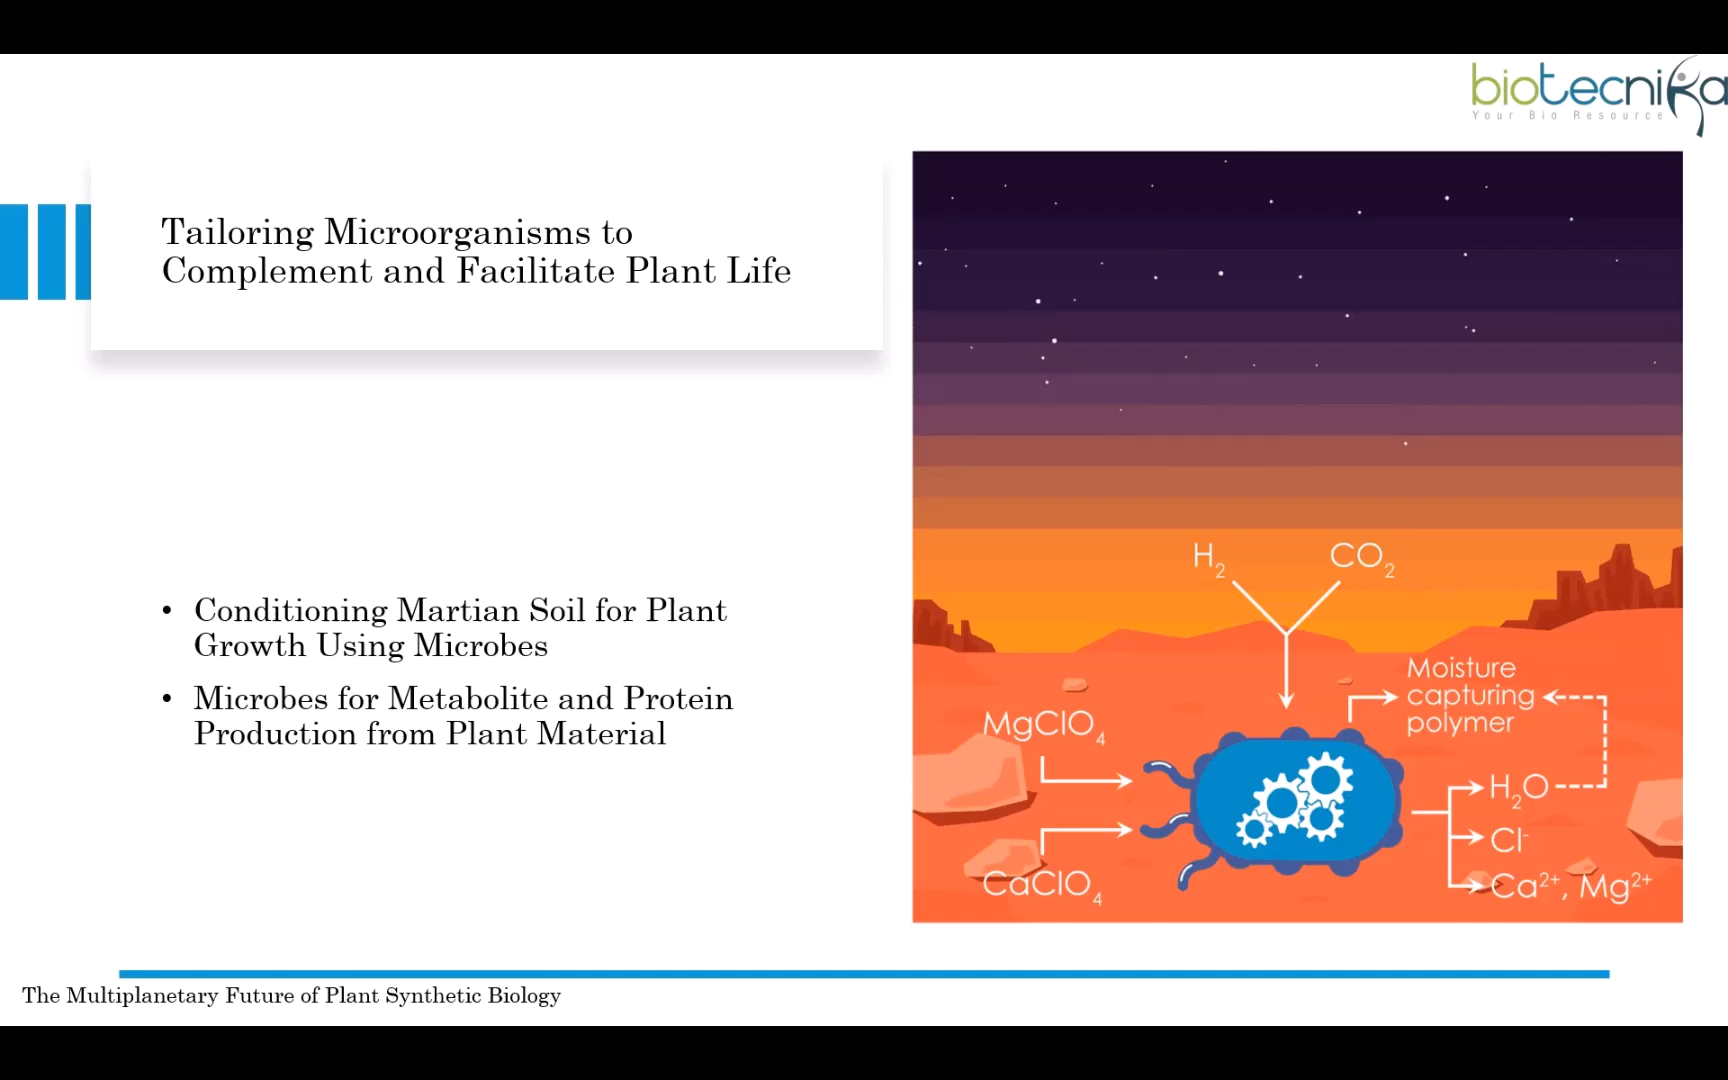 biotecnika
Your Bio Resource
Tailoring Microorganisms to
Complement and Facilitate Plant Life
• Conditioning Martian Soil for Plant
Growth Using Microbes
• Microbes for Metabolite and Protein
Production from Plant Material
H₂
CO₂
Moisture
capturing
polymer
MgClO₄
H₂O
Cl⁻
CaClO₄
Ca²⁺, Mg²⁺
The Multiplanetary Future of Plant Synthetic Biology